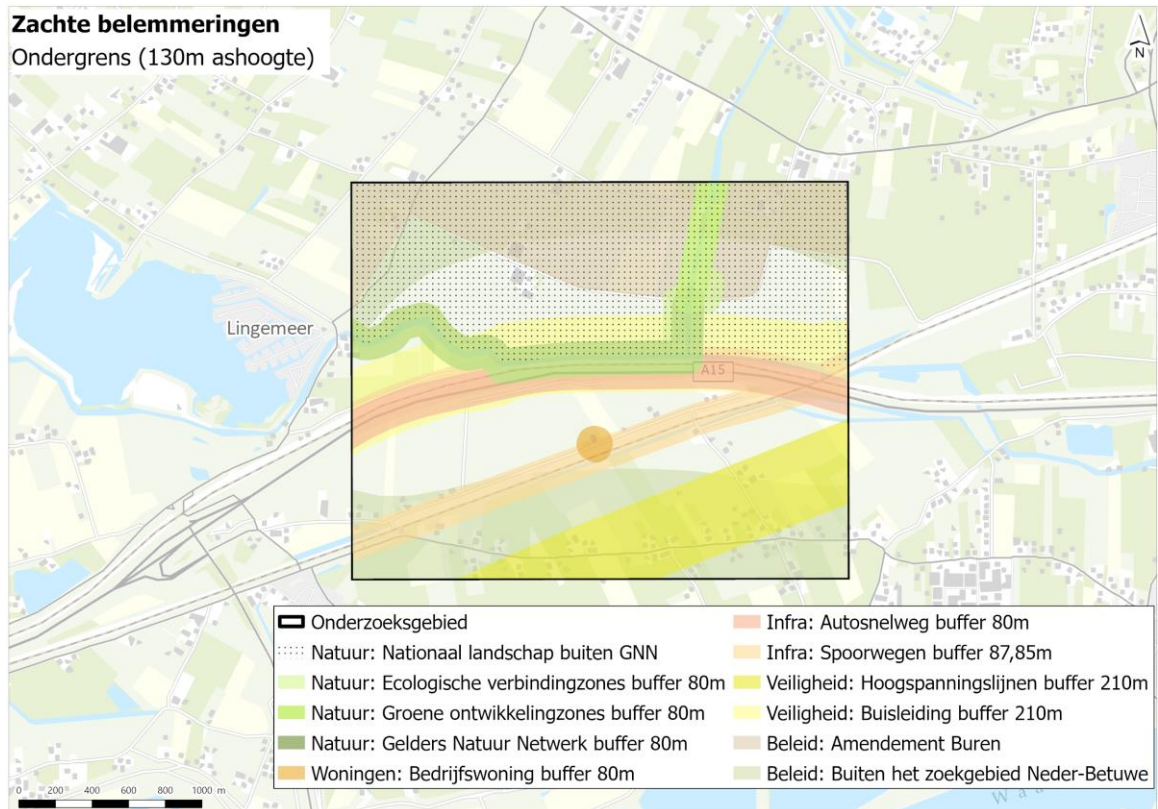 Zachte belemmeringen
Ondergrens (130m ashoogte)
N
Lingemeer
A15
Onderzoeksgebied
Natuur: Nationaal landschap buiten GNN
Natuur: Ecologische verbindingzones buffer 80m
Natuur: Groene ontwikkelingzones buffer 80m
Natuur: Gelders Natuur Netwerk buffer 80m
Woningen: Bedrijfswoning buffer 80m
Infra: Autosnelweg buffer 80m
Infra: Spoorwegen buffer 87,85m
Veiligheid: Hoogspanningslijnen buffer 210m
Veiligheid: Buisleiding buffer 210m
Beleid: Amendement Buren
Beleid: Buiten het zoekgebied Neder-Betuwe
0 200 400 600 800 1000 m